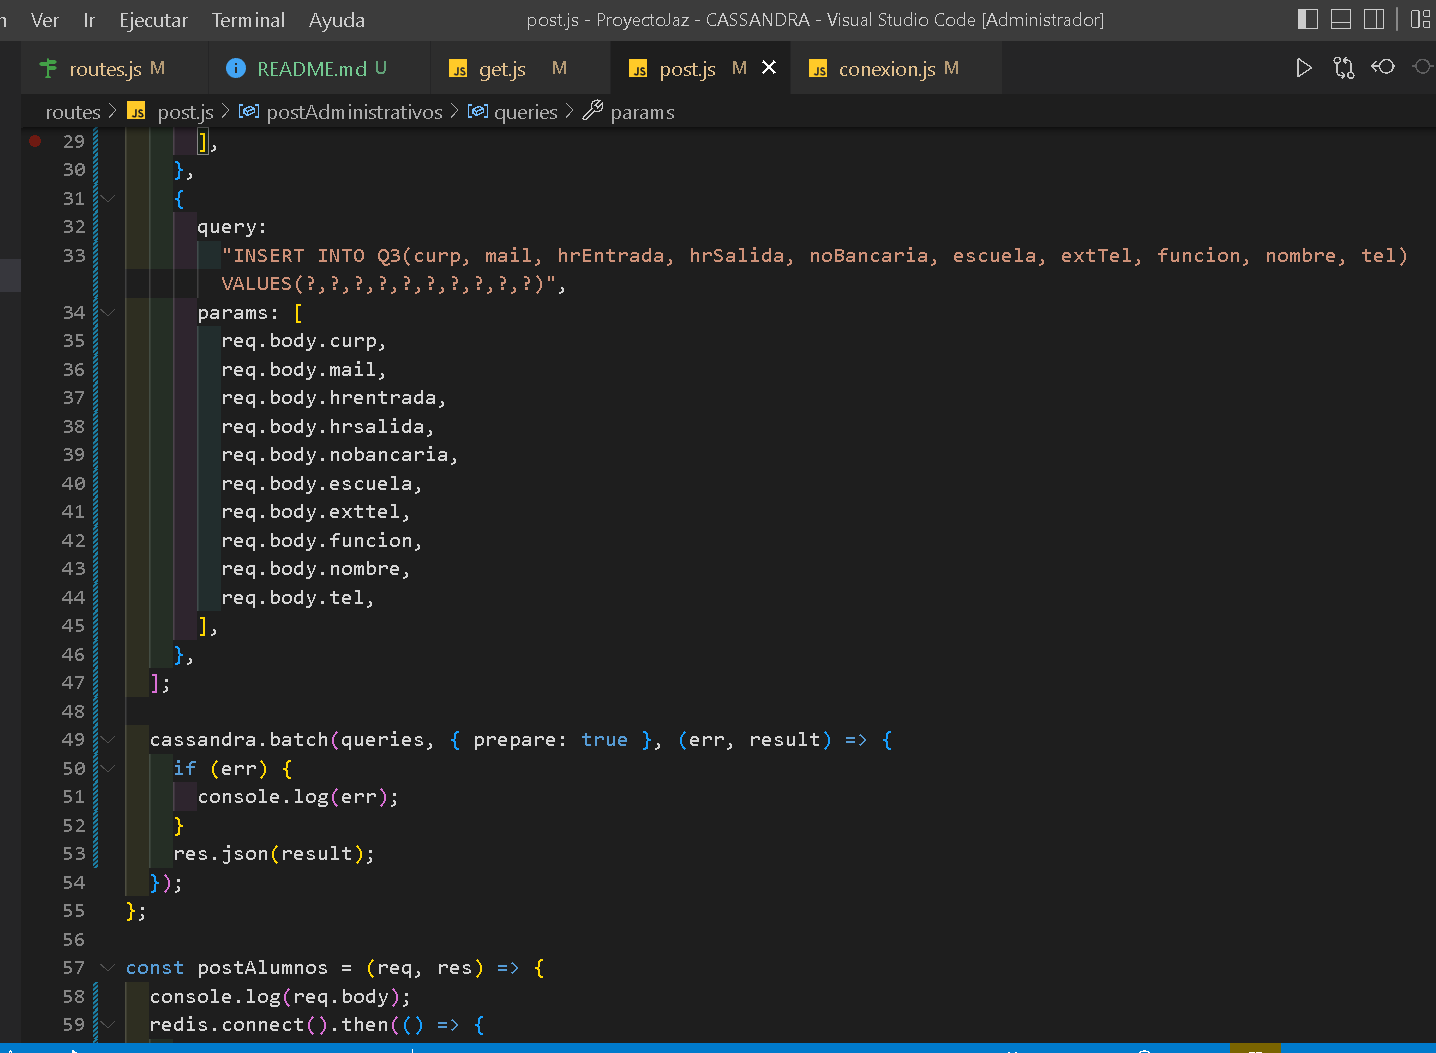 Ver Ir Ejecutar Terminal Ayuda post.js - ProyectoJaz - CASSANDRA - Visual Studio Code [Administrador]
routes.js M README.md U JS get.js M JS post.js M JS conexion.js M
routes > JS post.js > postAdministrativos > queries > params
29 ],
30 },
31 {
32 query:
33 "INSERT INTO Q3(curp, mail, hrEntrada, hrSalida, noBancaria, escuela, extTel, funcion, nombre, tel)
VALUES(?,?,?,?,?,?,?,?,?,?)",
34 params: [
35 req.body.curp,
36 req.body.mail,
37 req.body.hrentrada,
38 req.body.hrsalida,
39 req.body.nobancaria,
40 req.body.escuela,
41 req.body.exttel,
42 req.body.funcion,
43 req.body.nombre,
44 req.body.tel,
45 ],
46 },
47 ];
48
49 cassandra.batch(queries, { prepare: true }, (err, result) => {
50 if (err) {
51 console.log(err);
52 }
53 res.json(result);
54 });
55 };
56
57 const postAlumnos = (req, res) => {
58 console.log(req.body);
59 redis.connect().then(() => {